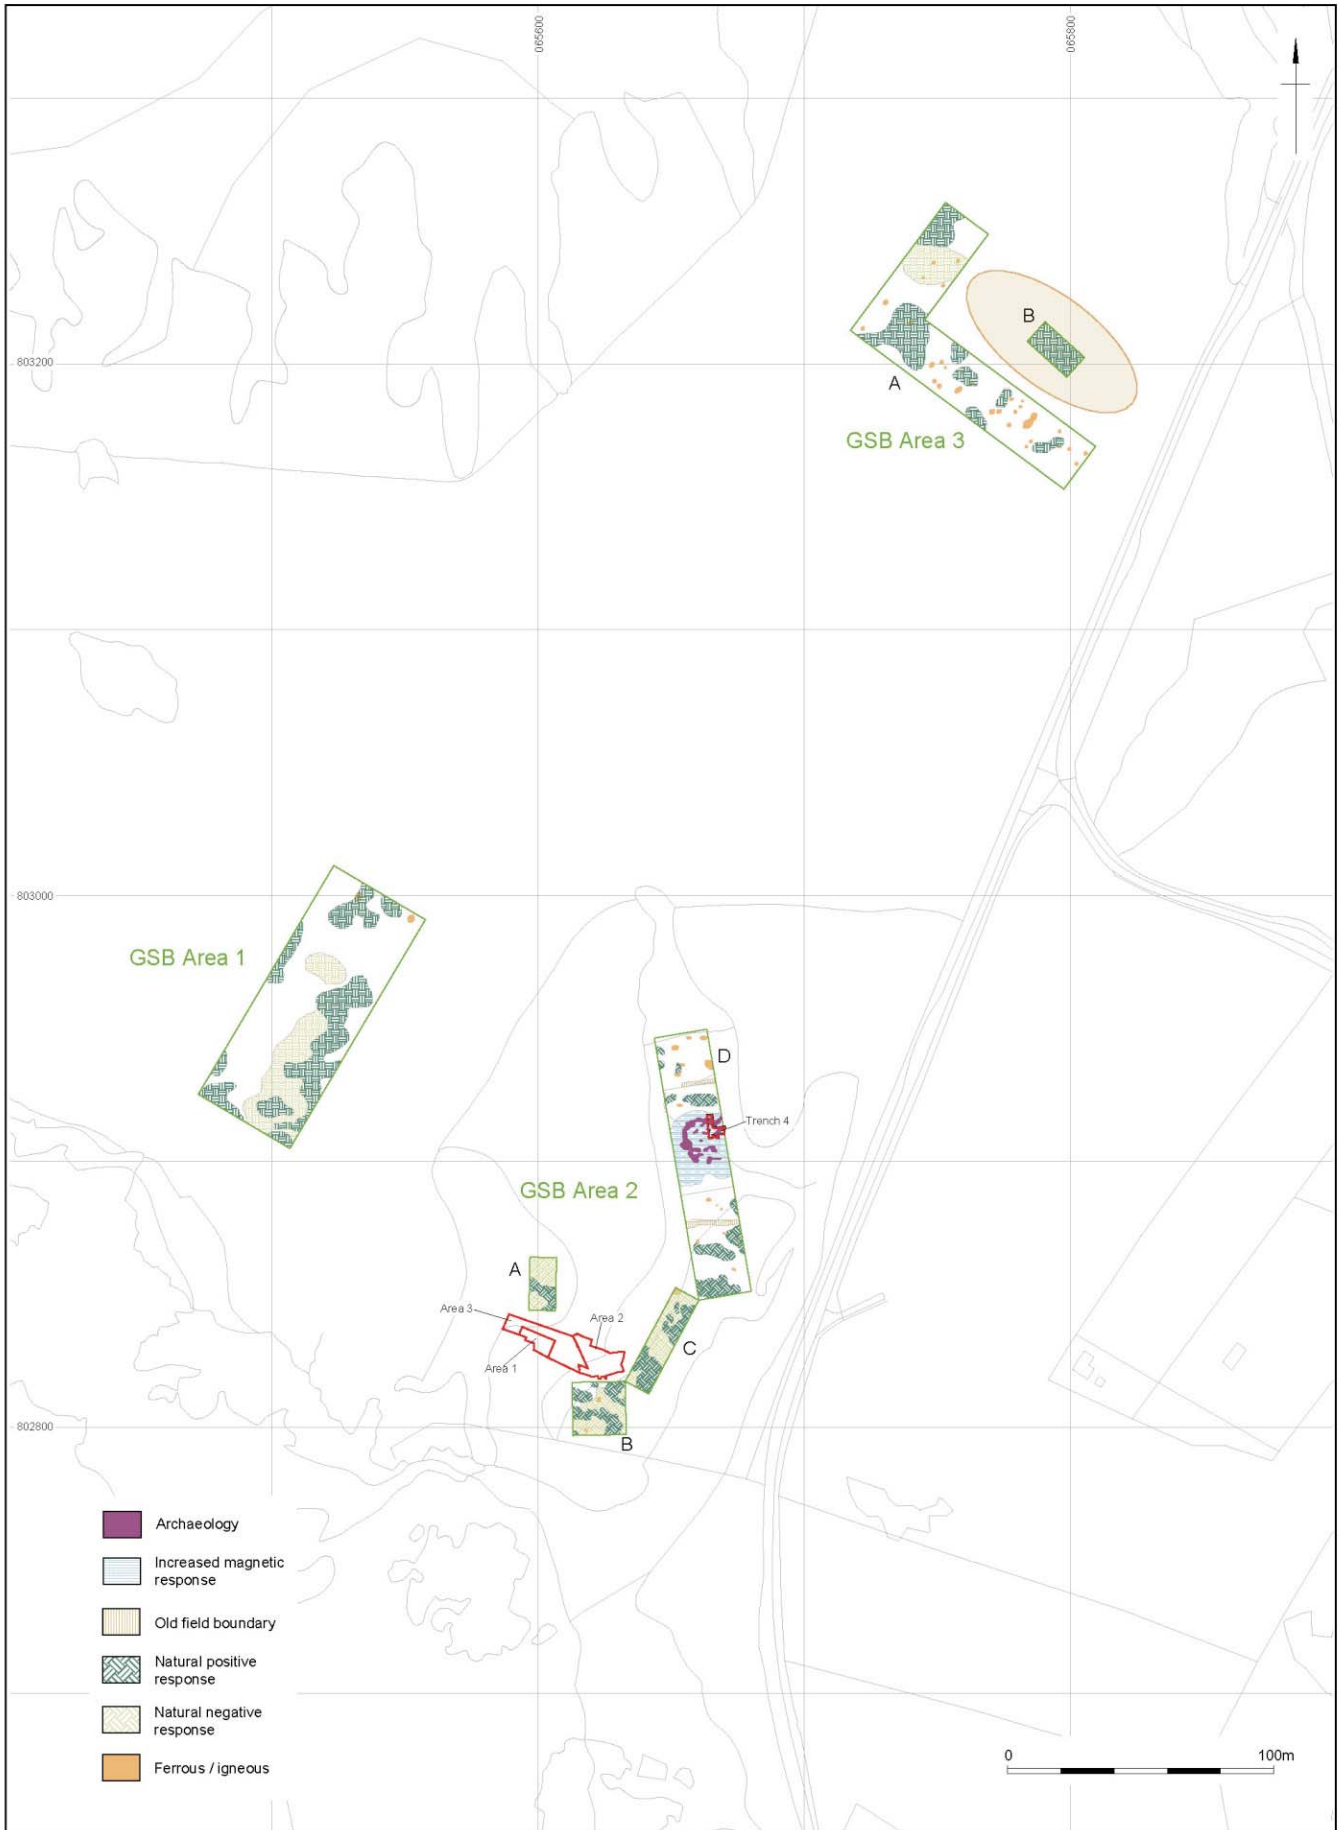 065600
065800
B
803200
A
GSB Area 3
803000
GSB Area 1
D
Trench 4
GSB Area 2
A
Area 3
Area 2
Area 1
C
802800
B
Archaeology
Increased magnetic
response
Old field boundary
Natural positive
response
Natural negative
response
Ferrous / igneous
0
100m